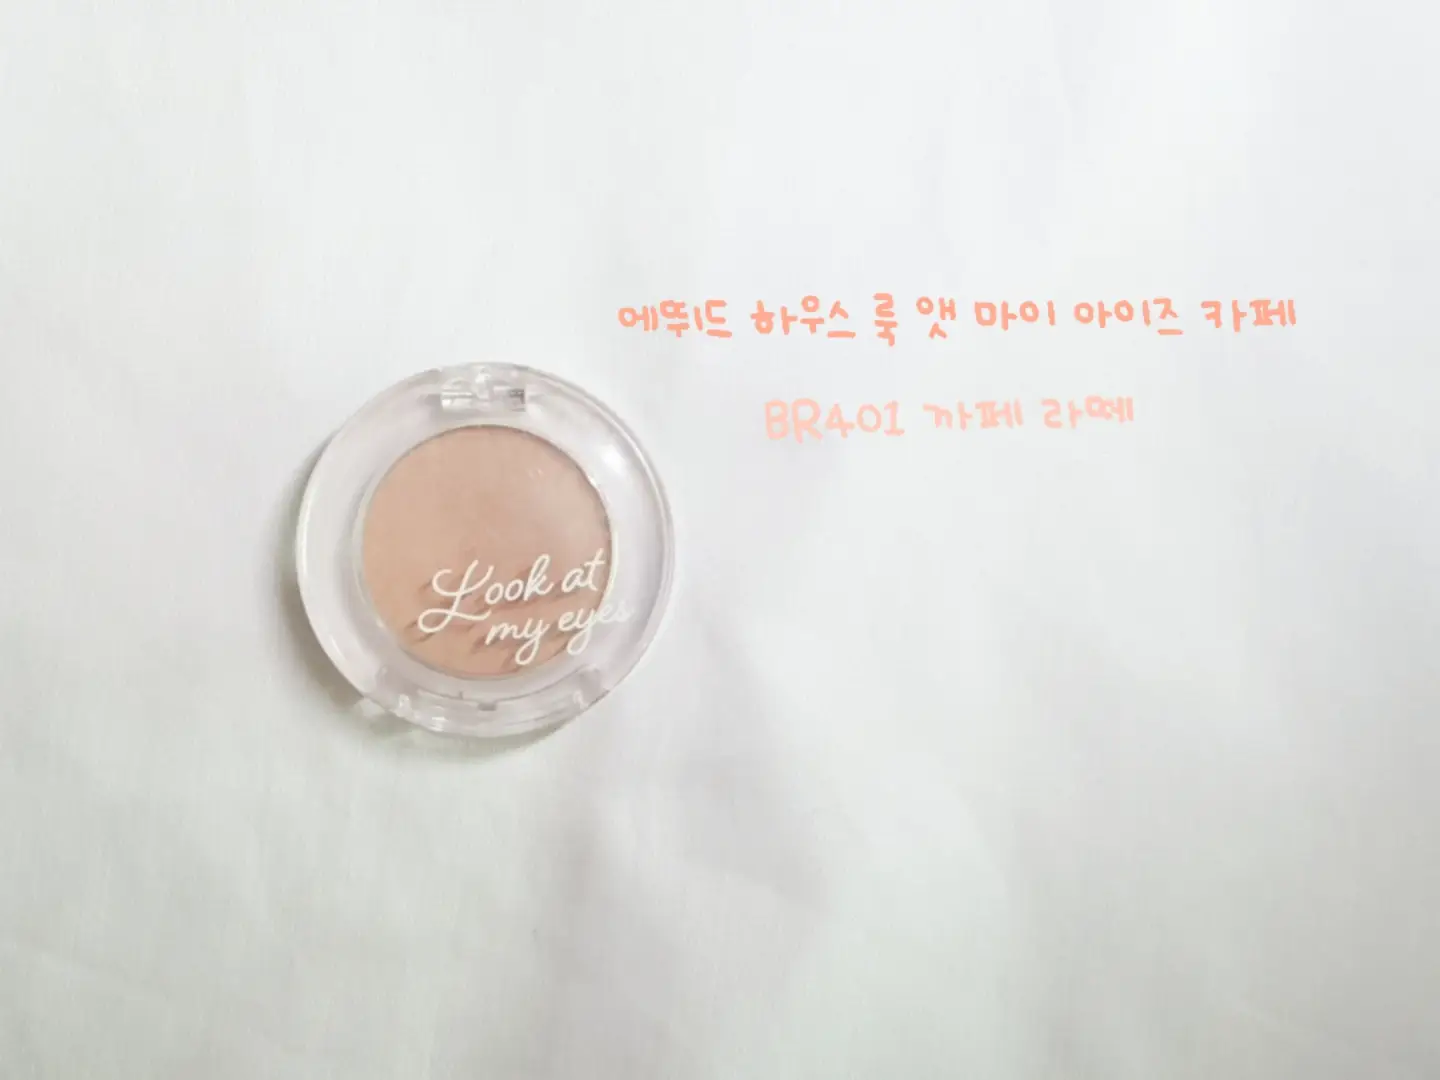 에뛰드 하우스 룩 앳 마이 아이즈 카페
BR401 까페 라떼
Look at
my eyes